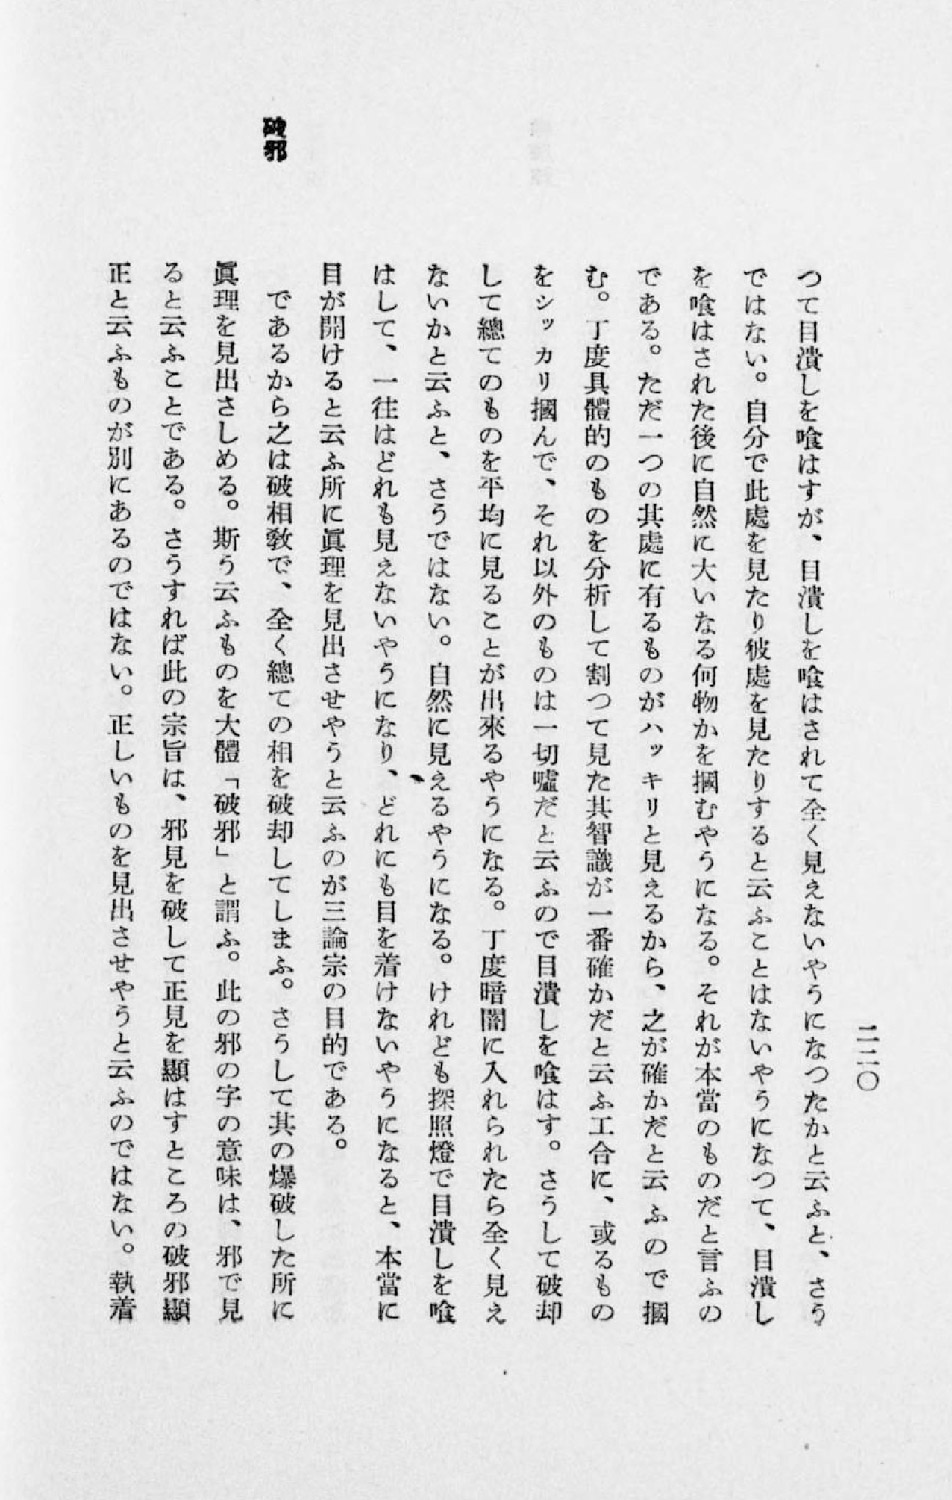 二二〇
つて目潰しを喰はすが、目潰しを喰はされて全く見えないやうになつたかと云ふと、さう
ではない。自分で此處を見たり彼處を見たりすると云ふことはないやうになつて、目潰し
を喰はされた後に自然に大いなる何物かを摑むやうになる。それが本當のものだと言ふの
である。ただ一つの其處に有るものがハッキリと見えるから、之が確かだと云ふので摑
む。丁度具體的のものを分析して割つて見た其智識が一番確かだと云ふ工合に、或るもの
をシッカリ摑んで、それ以外のものは一切噓だと云ふので目潰しを喰はす。さうして破却
して總てのものを平均に見ることが出來るやうになる。丁度暗闇に入れられたら全く見え
ないかと云ふと、さうではない。自然に見えるやうになる。けれども探照燈で目潰しを喰
はして、一往はどれも見えないやうになり、どれにも目を着けないやうになると、本當に
目が開けると云ふ所に眞理を見出させやうと云ふのが三論宗の目的である。
破邪
であるから之は破相教で、全く總ての相を破却してしまふ。さうして其の爆破した所に
眞理を見出さしめる。斯う云ふものを大體「破邪」と謂ふ。此の邪の字の意味は、邪で見
ると云ふことである。さうすれば此の宗旨は、邪見を破して正見を顯はすところの破邪顯
正と云ふものが別にあるのではない。正しいものを見出させやうと云ふのではない。執着